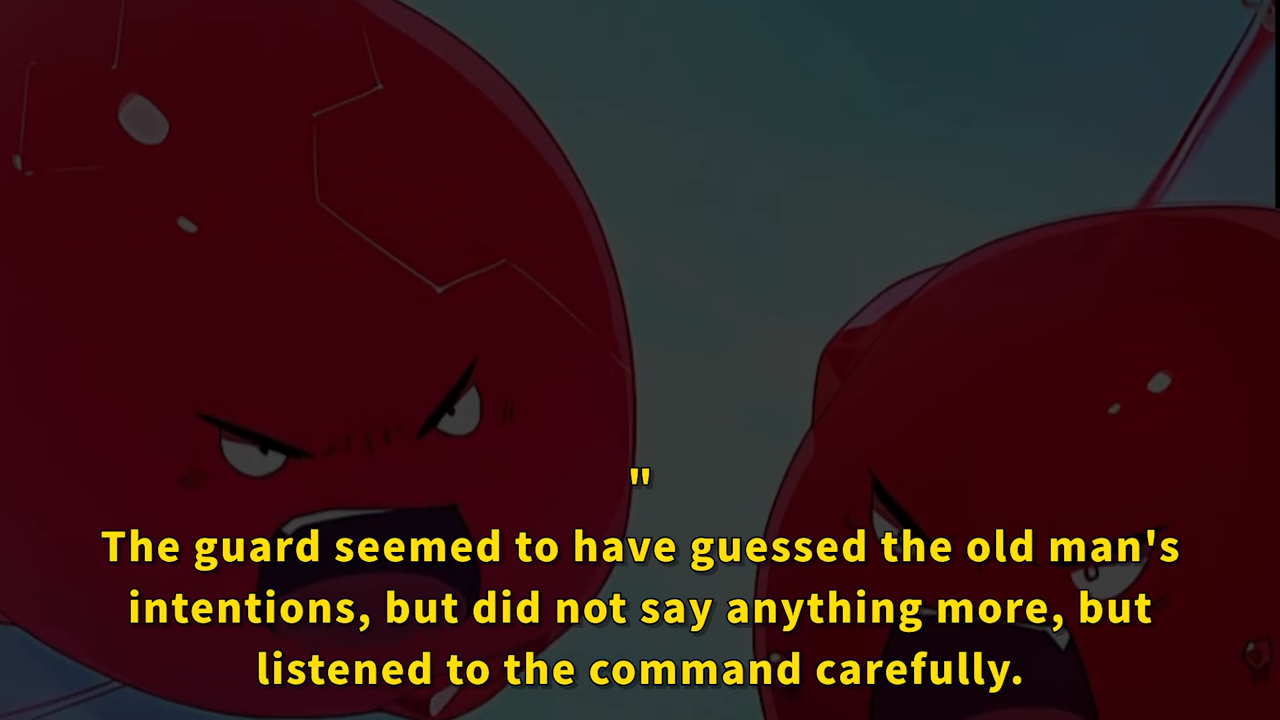 "
The guard seemed to have guessed the old man's
intentions, but did not say anything more, but
listened to the command carefully.